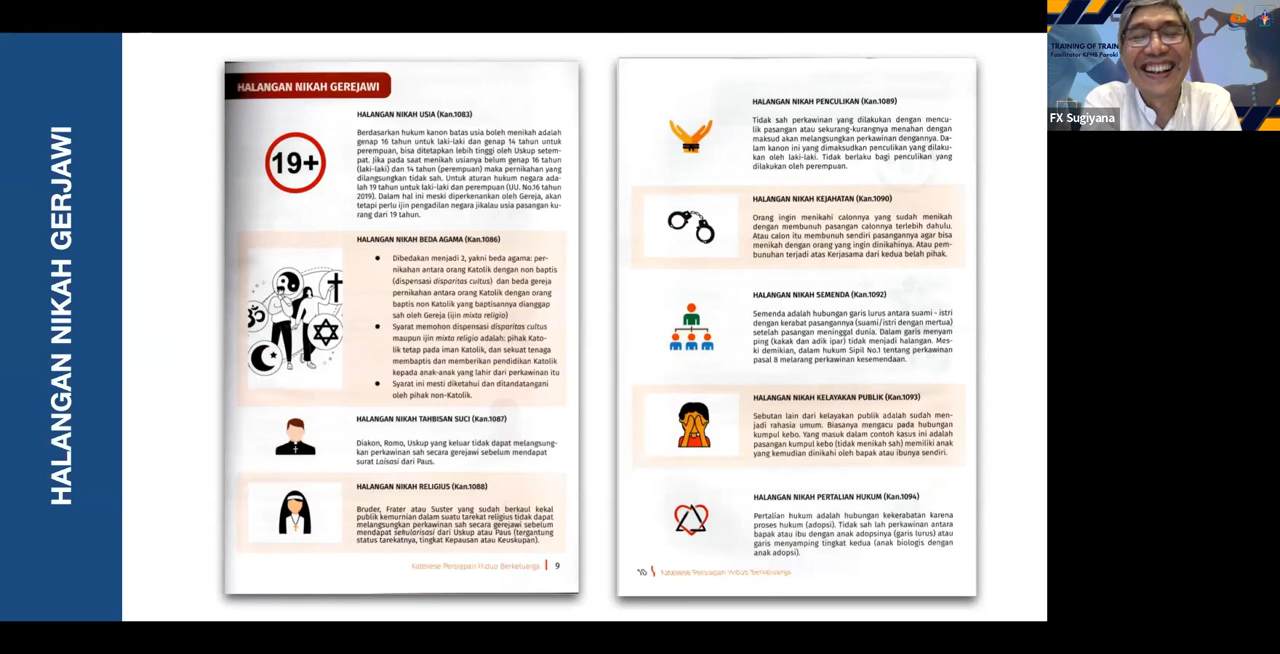 HALANGAN NIKAH GERJAWI
HALANGAN NIKAH GEREJAWI
HALANGAN NIKAH USIA (Kan.1083)
19+
Berdasarkan hukum kanon batas usia boleh menikah adalah
genap 16 tahun untuk laki-laki dan genap 14 tahun untuk
perempuan, bisa ditetapkan lebih tinggi oleh Uskup setem-
pat. Jika pada saat menikah usianya belum genap 16 tahun
(laki-laki) dan 14 tahun (perempuan) maka pernikahan yang
dilangsungkan tidak sah. Untuk aturan hukum negara ada-
lah 19 tahun untuk laki-laki dan perempuan (UU. No.16 tahun
2019). Dalam hal ini meski diperkenankan oleh Gereja, akan
tetapi perlu ijin pengadilan negara jikalau usia pasangan ku-
rang dari 19 tahun.
HALANGAN NIKAH BEDA AGAMA (Kan.1086)
● Dibedakan menjadi 2, yakni beda agama: per-
nikahan antara orang Katolik dengan non baptis
(dispensasi disparitas cultus) dan beda gereja
pernikahan antara orang Katolik dengan orang
baptis non Katolik yang baptisannya dianggap
sah oleh Gereja (ijin mixta religio)
● Syarat memohon dispensasi disparitas cultus
maupun ijin mixta religio adalah: pihak Kato-
lik tetap pada iman Katolik, dan sekuat tenaga
membaptis dan memberikan pendidikan Katolik
kepada anak-anak yang lahir dari perkawinan itu
● Syarat ini mesti diketahui dan ditandatangani
oleh pihak non-Katolik.
HALANGAN NIKAH TAHBISAN SUCI (Kan.1087)
Diakon, Romo, Uskup yang keluar tidak dapat melangsung-
kan perkawinan sah secara gerejawi sebelum mendapat
surat Laisasi dari Paus.
HALANGAN NIKAH RELIGIUS (Kan.1088)
Bruder, Frater atau Suster yang sudah berkaul kekal
publik kemurnian dalam suatu tarekat religius tidak dapat
melangsungkan perkawinan sah secara gerejawi sebelum
mendapat sekularisasi dari Uskup atau Paus (tergantung
status tarekatnya, tingkat Kepausan atau Keuskupan).
Katekese Persiapan Hidup Berkeluarga | 9
HALANGAN NIKAH PENCULIKAN (Kan.1089)
Tidak sah perkawinan yang dilakukan dengan mencu-
lik pasangan atau sekurang-kurangnya menahan dengan
maksud akan melangsungkan perkawinan dengannya. Da-
lam kanon ini yang dimaksudkan penculikan yang dilaku-
kan oleh laki-laki. Tidak berlaku bagi penculikan yang
dilakukan oleh perempuan.
HALANGAN NIKAH KEJAHATAN (Kan.1090)
Orang ingin menikahi calonnya yang sudah menikah
dengan membunuh pasangan calonnya terlebih dahulu.
Atau calon itu membunuh sendiri pasangannya agar bisa
menikah dengan orang yang ingin dinikahinya. Atau pem-
bunuhan terjadi atas Kerjasama dari kedua belah pihak.
HALANGAN NIKAH SEMENDA (Kan.1092)
Semenda adalah hubungan garis lurus antara suami - istri
dengan kerabat pasangannya (suami/istri dengan mertua)
setelah pasangan meninggal dunia. Dalam garis menyam
ping (kakak dan adik ipar) tidak menjadi halangan. Mes-
ki demikian, dalam hukum Sipil No.1 tentang perkawinan
pasal 8 melarang perkawinan kesemendaan.
HALANGAN NIKAH KELAYAKAN PUBLIK (Kan.1093)
Sebutan lain dari kelayakan publik adalah sudah men-
jadi rahasia umum. Biasanya mengacu pada hubungan
kumpul kebo. Yang masuk dalam contoh kasus ini adalah
pasangan kumpul kebo (tidak menikah sah) memiliki anak
yang kemudian dinikahi oleh bapak atau ibunya sendiri.
HALANGAN NIKAH PERTALIAN HUKUM (Kan.1094)
Pertalian hukum adalah hubungan kekerabatan karena
proses hukum (adopsi). Tidak sah lah perkawinan antara
bapak atau ibu dengan anak adopsinya (garis lurus) atau
garis menyamping tingkat kedua (anak biologis dengan
anak adopsi).
10 | Katekese Persiapan Hidup Berkeluarga
TRAINING OF TRAIN
Fasilitator KPHB Paroki
FX Sugiyana